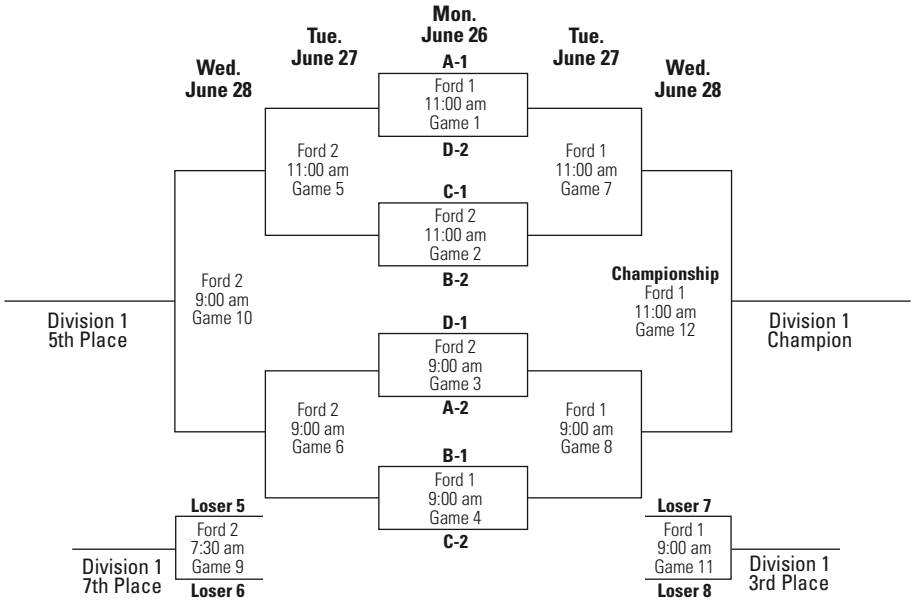 Mon.
June 26
Tue.
June 27
Tue.
June 27
Wed.
June 28
Wed.
June 28
A-1
Ford 1
11:00 am
Game 1
D-2
Ford 2
11:00 am
Game 5
Ford 1
11:00 am
Game 7
C-1
Ford 2
11:00 am
Game 2
B-2
Ford 2
9:00 am
Game 10
Championship
Ford 1
11:00 am
Game 12
Division 1
5th Place
Division 1
Champion
D-1
Ford 2
9:00 am
Game 3
A-2
Ford 2
9:00 am
Game 6
Ford 1
9:00 am
Game 8
B-1
Ford 1
9:00 am
Game 4
C-2
Loser 5
Ford 2
7:30 am
Game 9
Loser 6
Division 1
7th Place
Loser 7
Ford 1
9:00 am
Game 11
Loser 8
Division 1
3rd Place